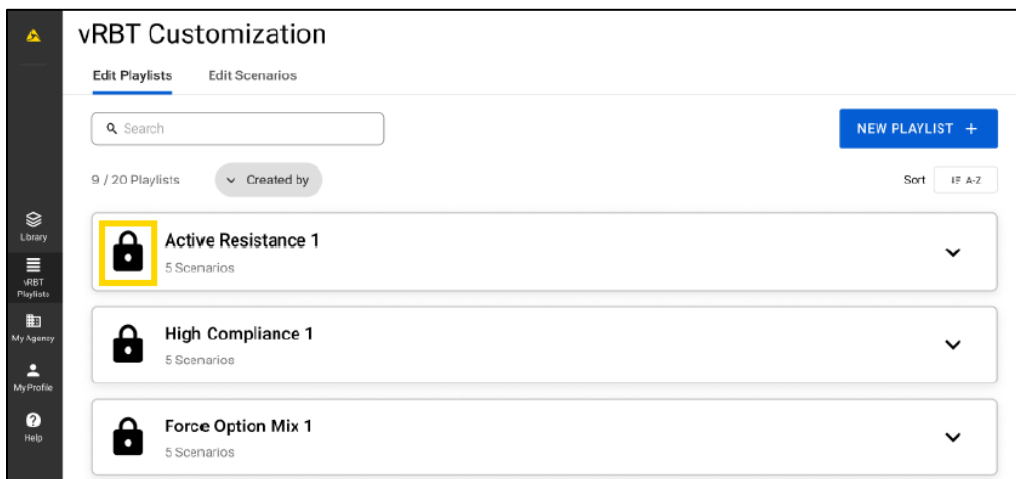 vRBT Customization
Edit Playlists
Edit Scenarios
Search
NEW PLAYLIST +
9 / 20 Playlists
Created by
Sort
A-Z
Library
vRBT
Playlists
My Agency
My Profile
Help
Active Resistance 1
5 Scenarios
High Compliance 1
5 Scenarios
Force Option Mix 1
5 Scenarios